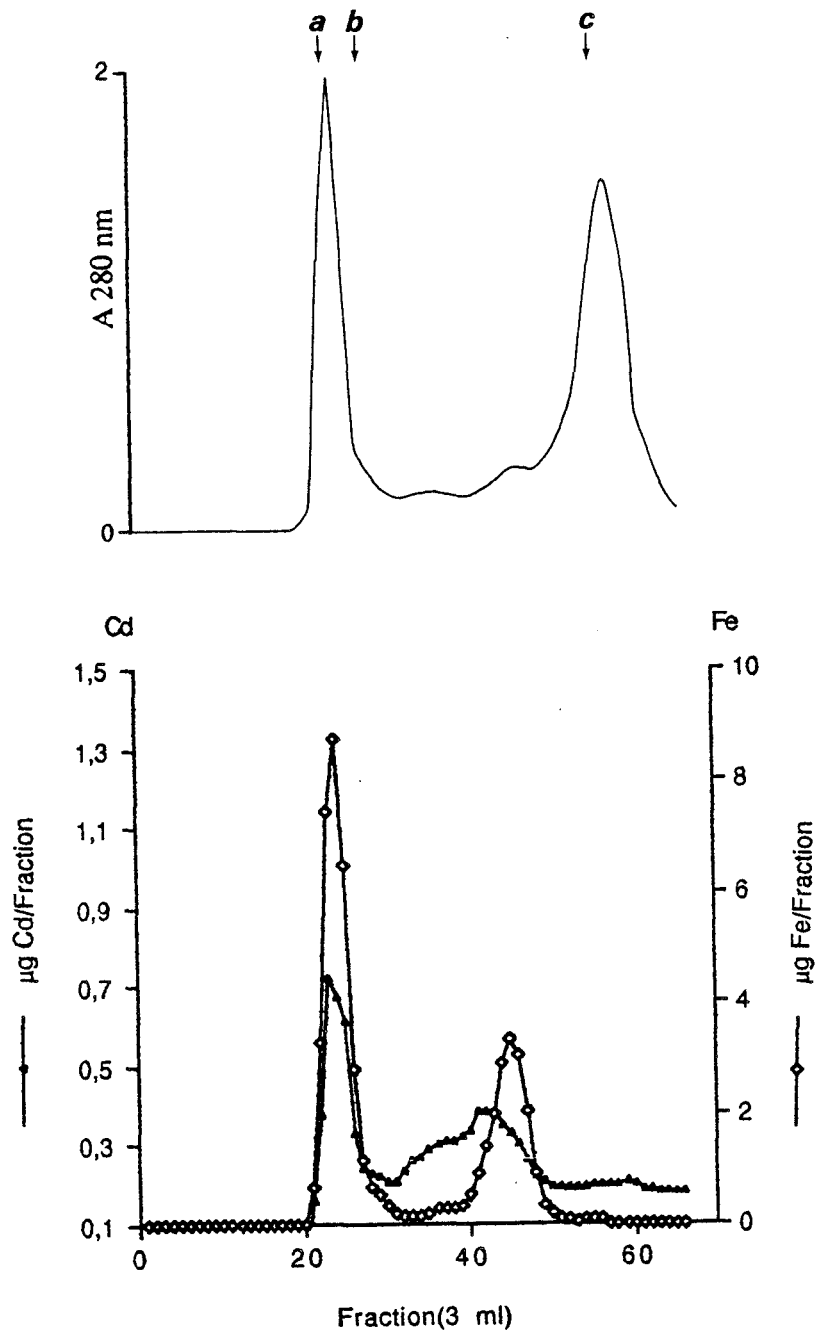 a b c
2
A 280 nm
0
Cd
Fe
1,5
1,3
1,1
0,9
0,7
0,5
0,3
0,1
µg Cd/Fraction
10
8
6
4
2
0
µg Fe/Fraction
0 20 40 60
Fraction(3 ml)